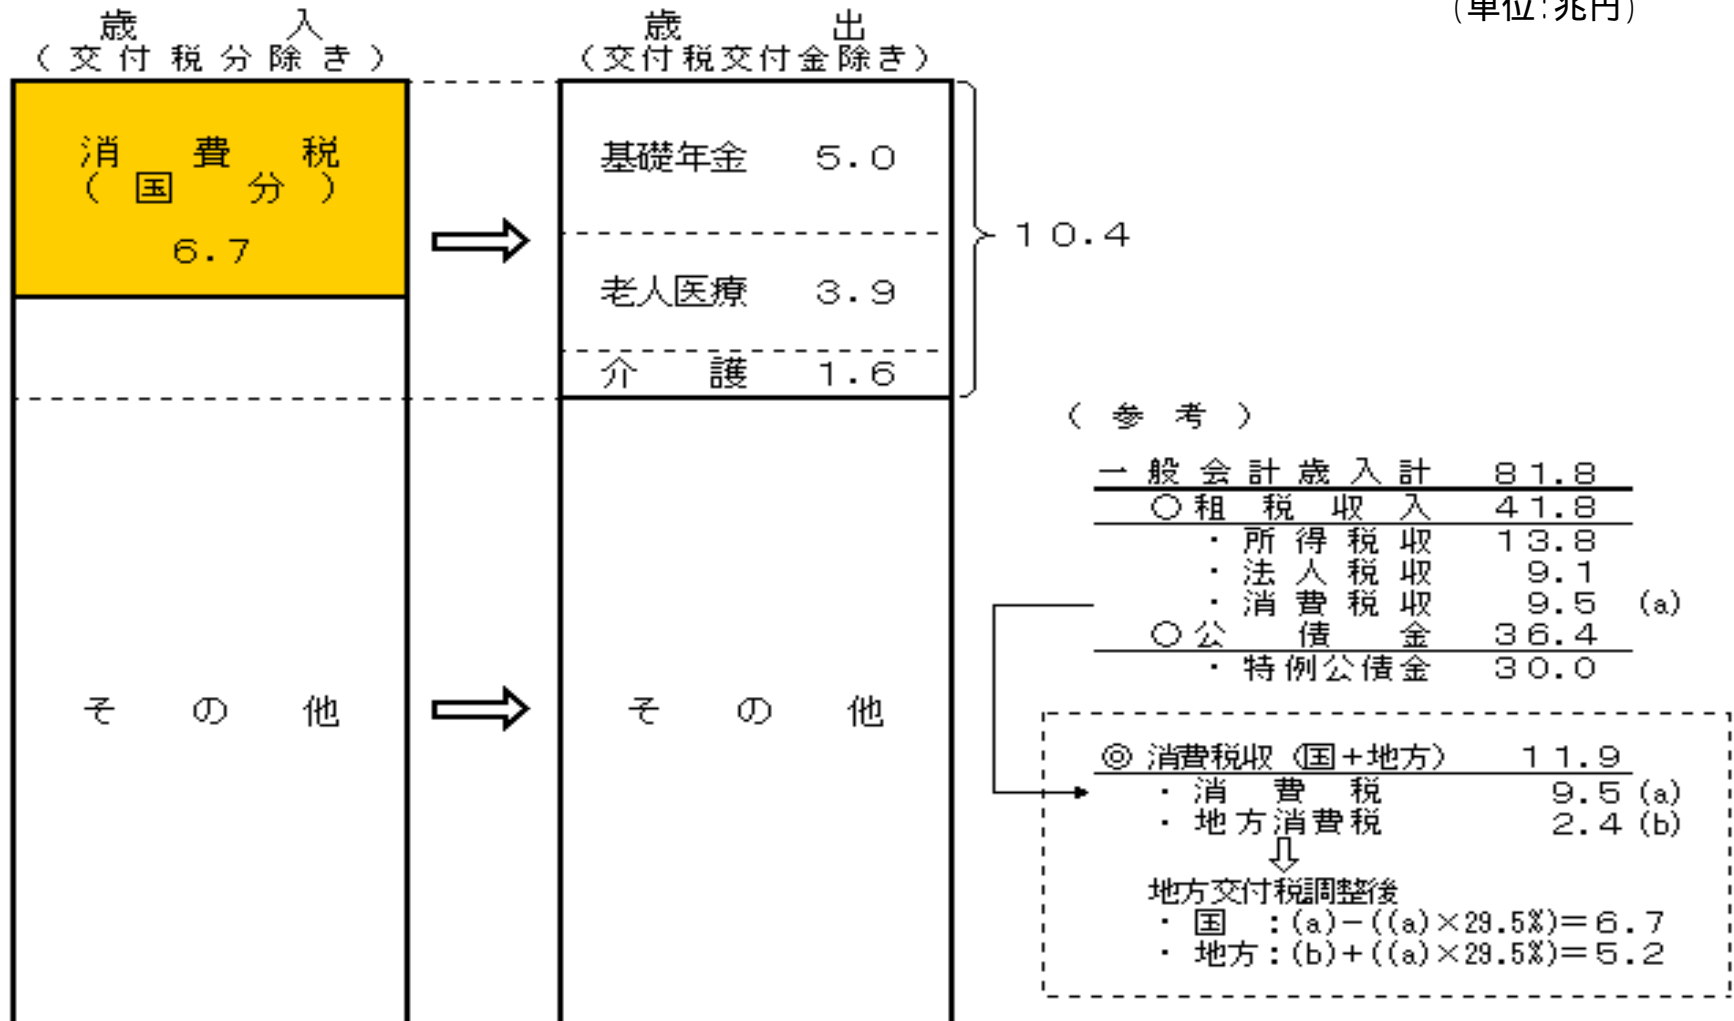 (単位:兆円)
歳入
(交付税分除き)
歳出
(交付税交付金除き)
消費税
(国分)
6.7
基礎年金 5.0
老人医療 3.9
介護 1.6
10.4
その他
その他
(参考)
一般会計歳入計 81.8
○租税収入 41.8
・所得税収 13.8
・法人税収 9.1
・消費税収 9.5 (a)
○公債金 36.4
・特例公債金 30.0
◎消費税収(国+地方) 11.9
・消費税 9.5 (a)
・地方消費税 2.4 (b)
地方交付税調整後
・国 :(a)-((a)×29.5%)=6.7
・地方:(b)+((a)×29.5%)=5.2